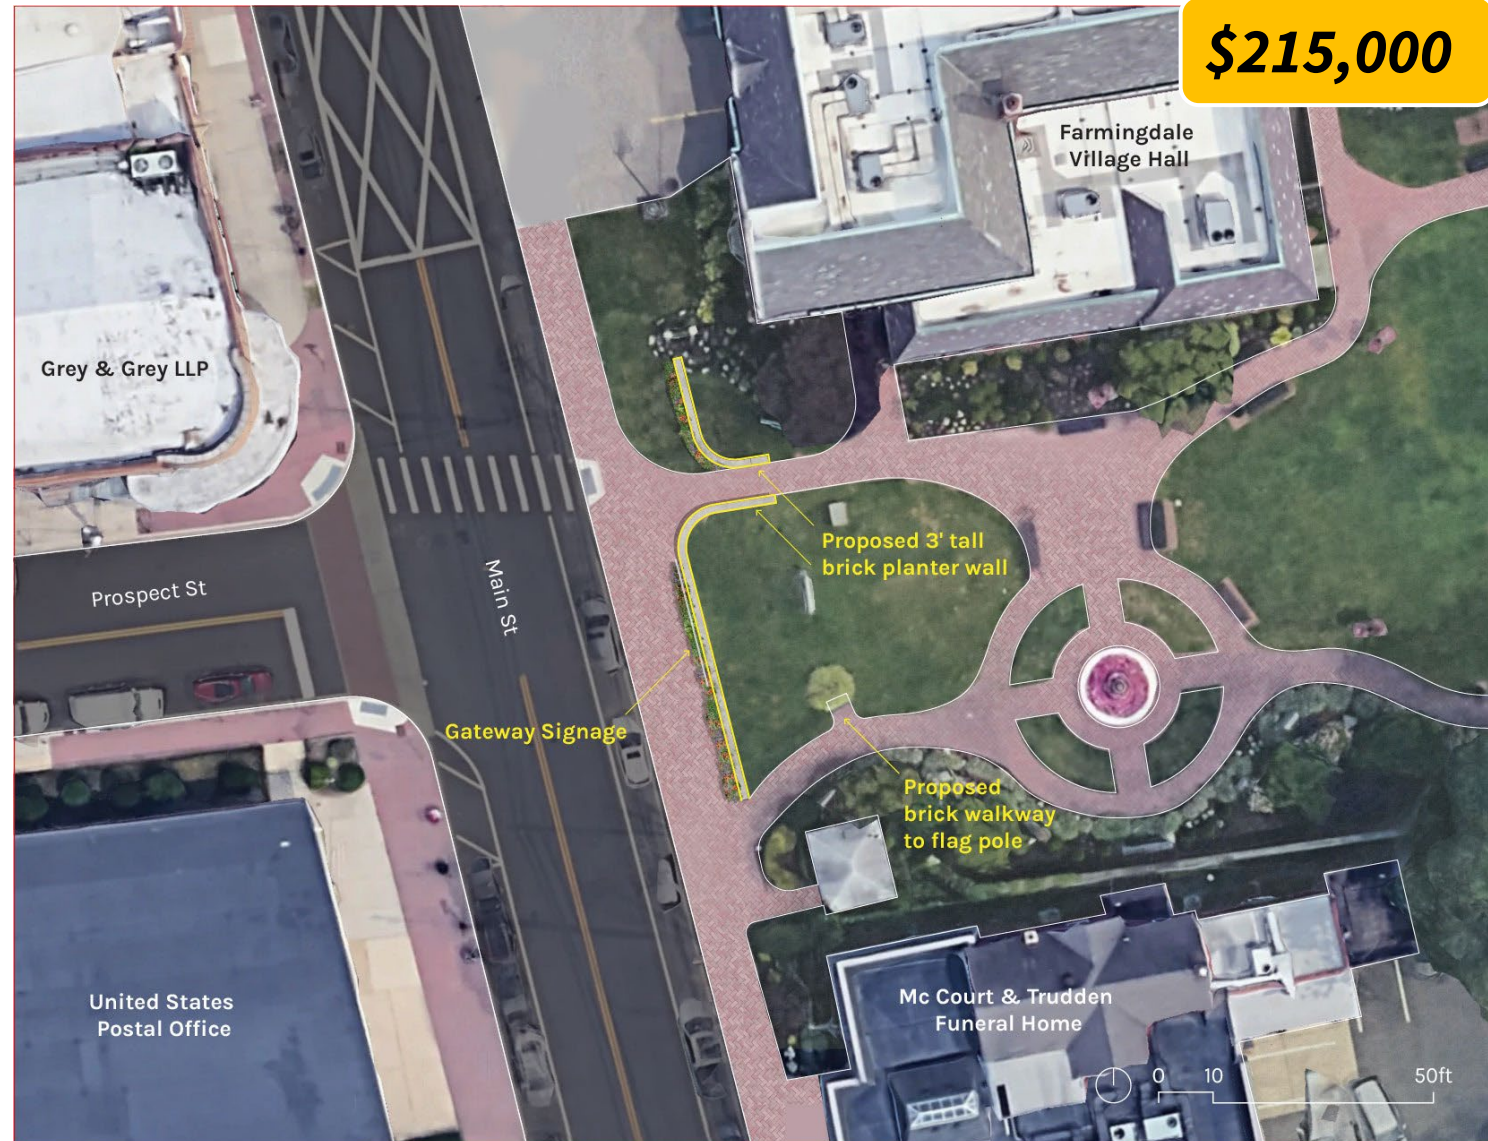 $215,000
Farmingdale
Village Hall
Grey & Grey LLP
Proposed 3' tall
brick planter wall
Main St
Prospect St
Gateway Signage
Proposed
brick walkway
to flag pole
United States
Postal Office
Mc Court & Trudden
Funeral Home
0 10 50ft